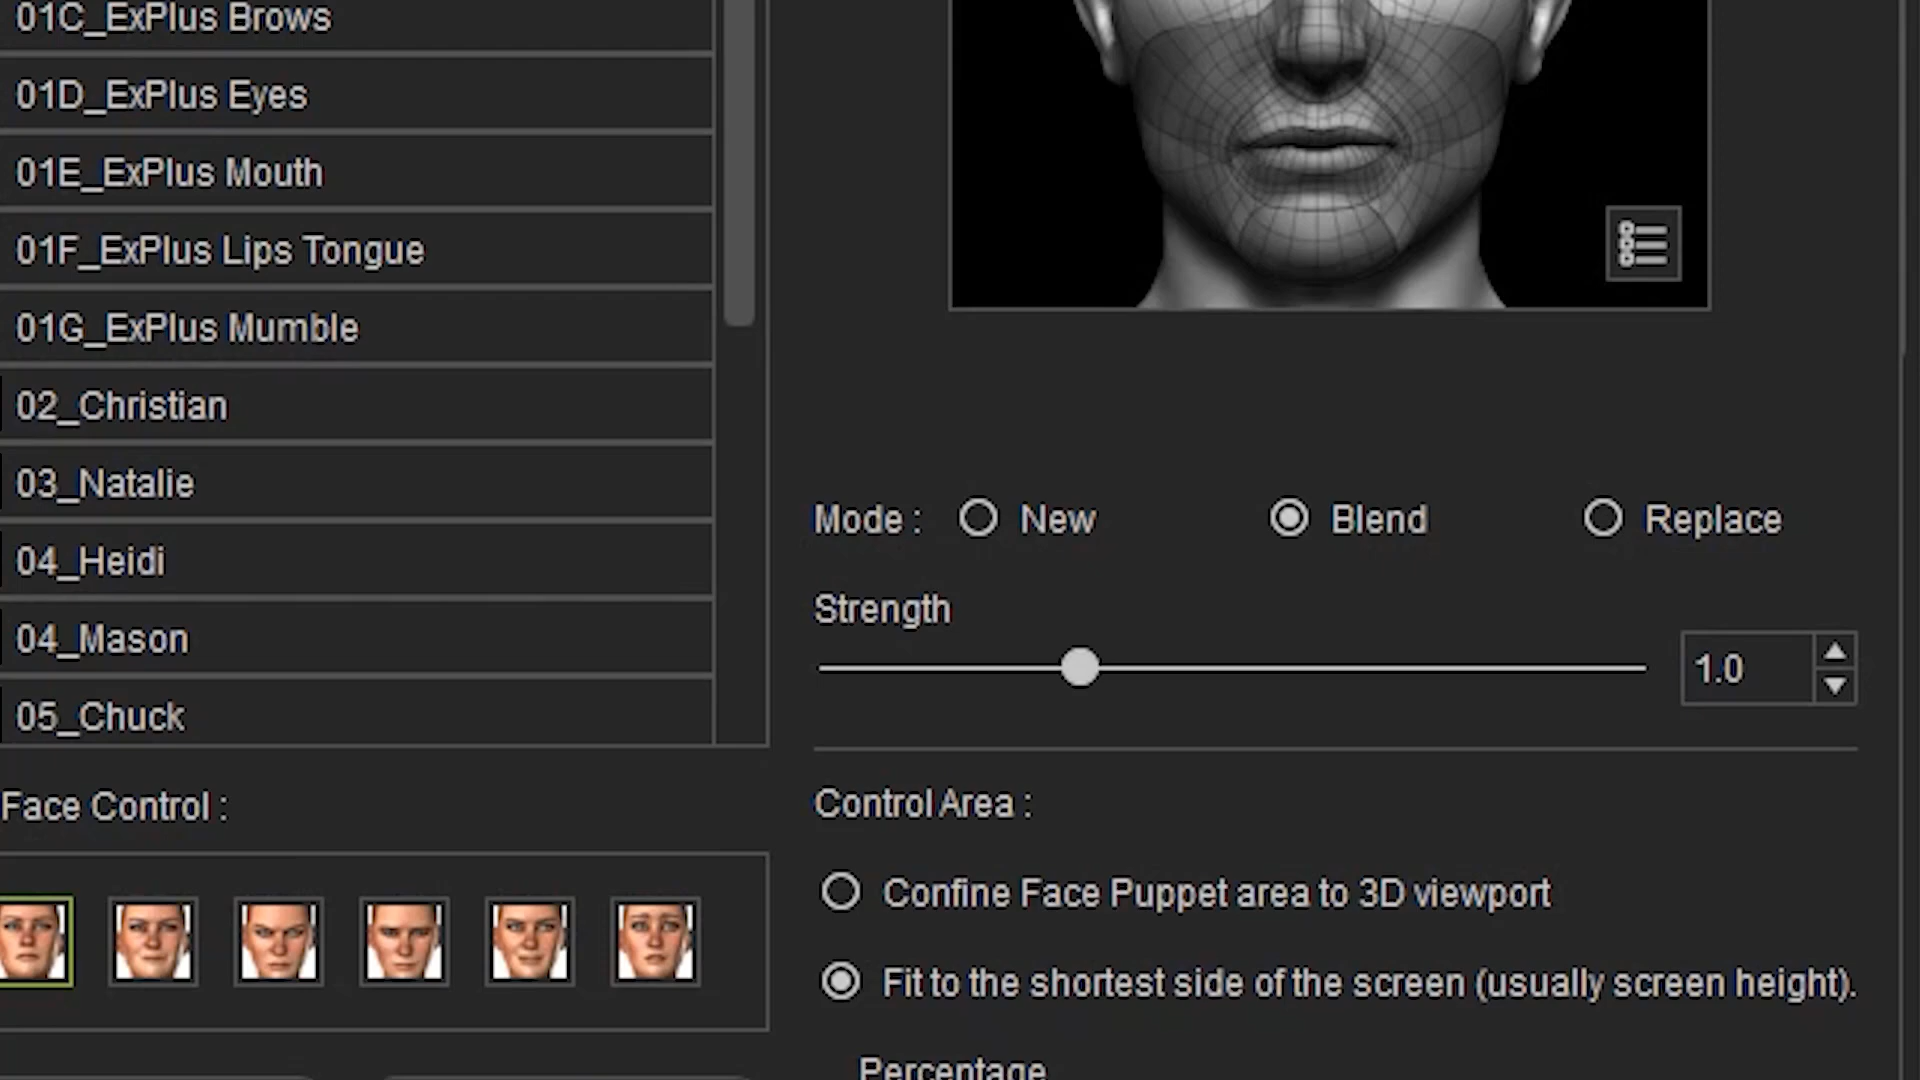 01C_ExPlus Brows
01D_ExPlus Eyes
01E_ExPlus Mouth
01F_ExPlus Lips Tongue
01G_ExPlus Mumble
02_Christian
03_Natalie
04_Heidi
04_Mason
05_Chuck
Face Control :
Mode : New Blend Replace
Strength
1.0
Control Area :
Confine Face Puppet area to 3D viewport
Fit to the shortest side of the screen (usually screen height).
Percentage